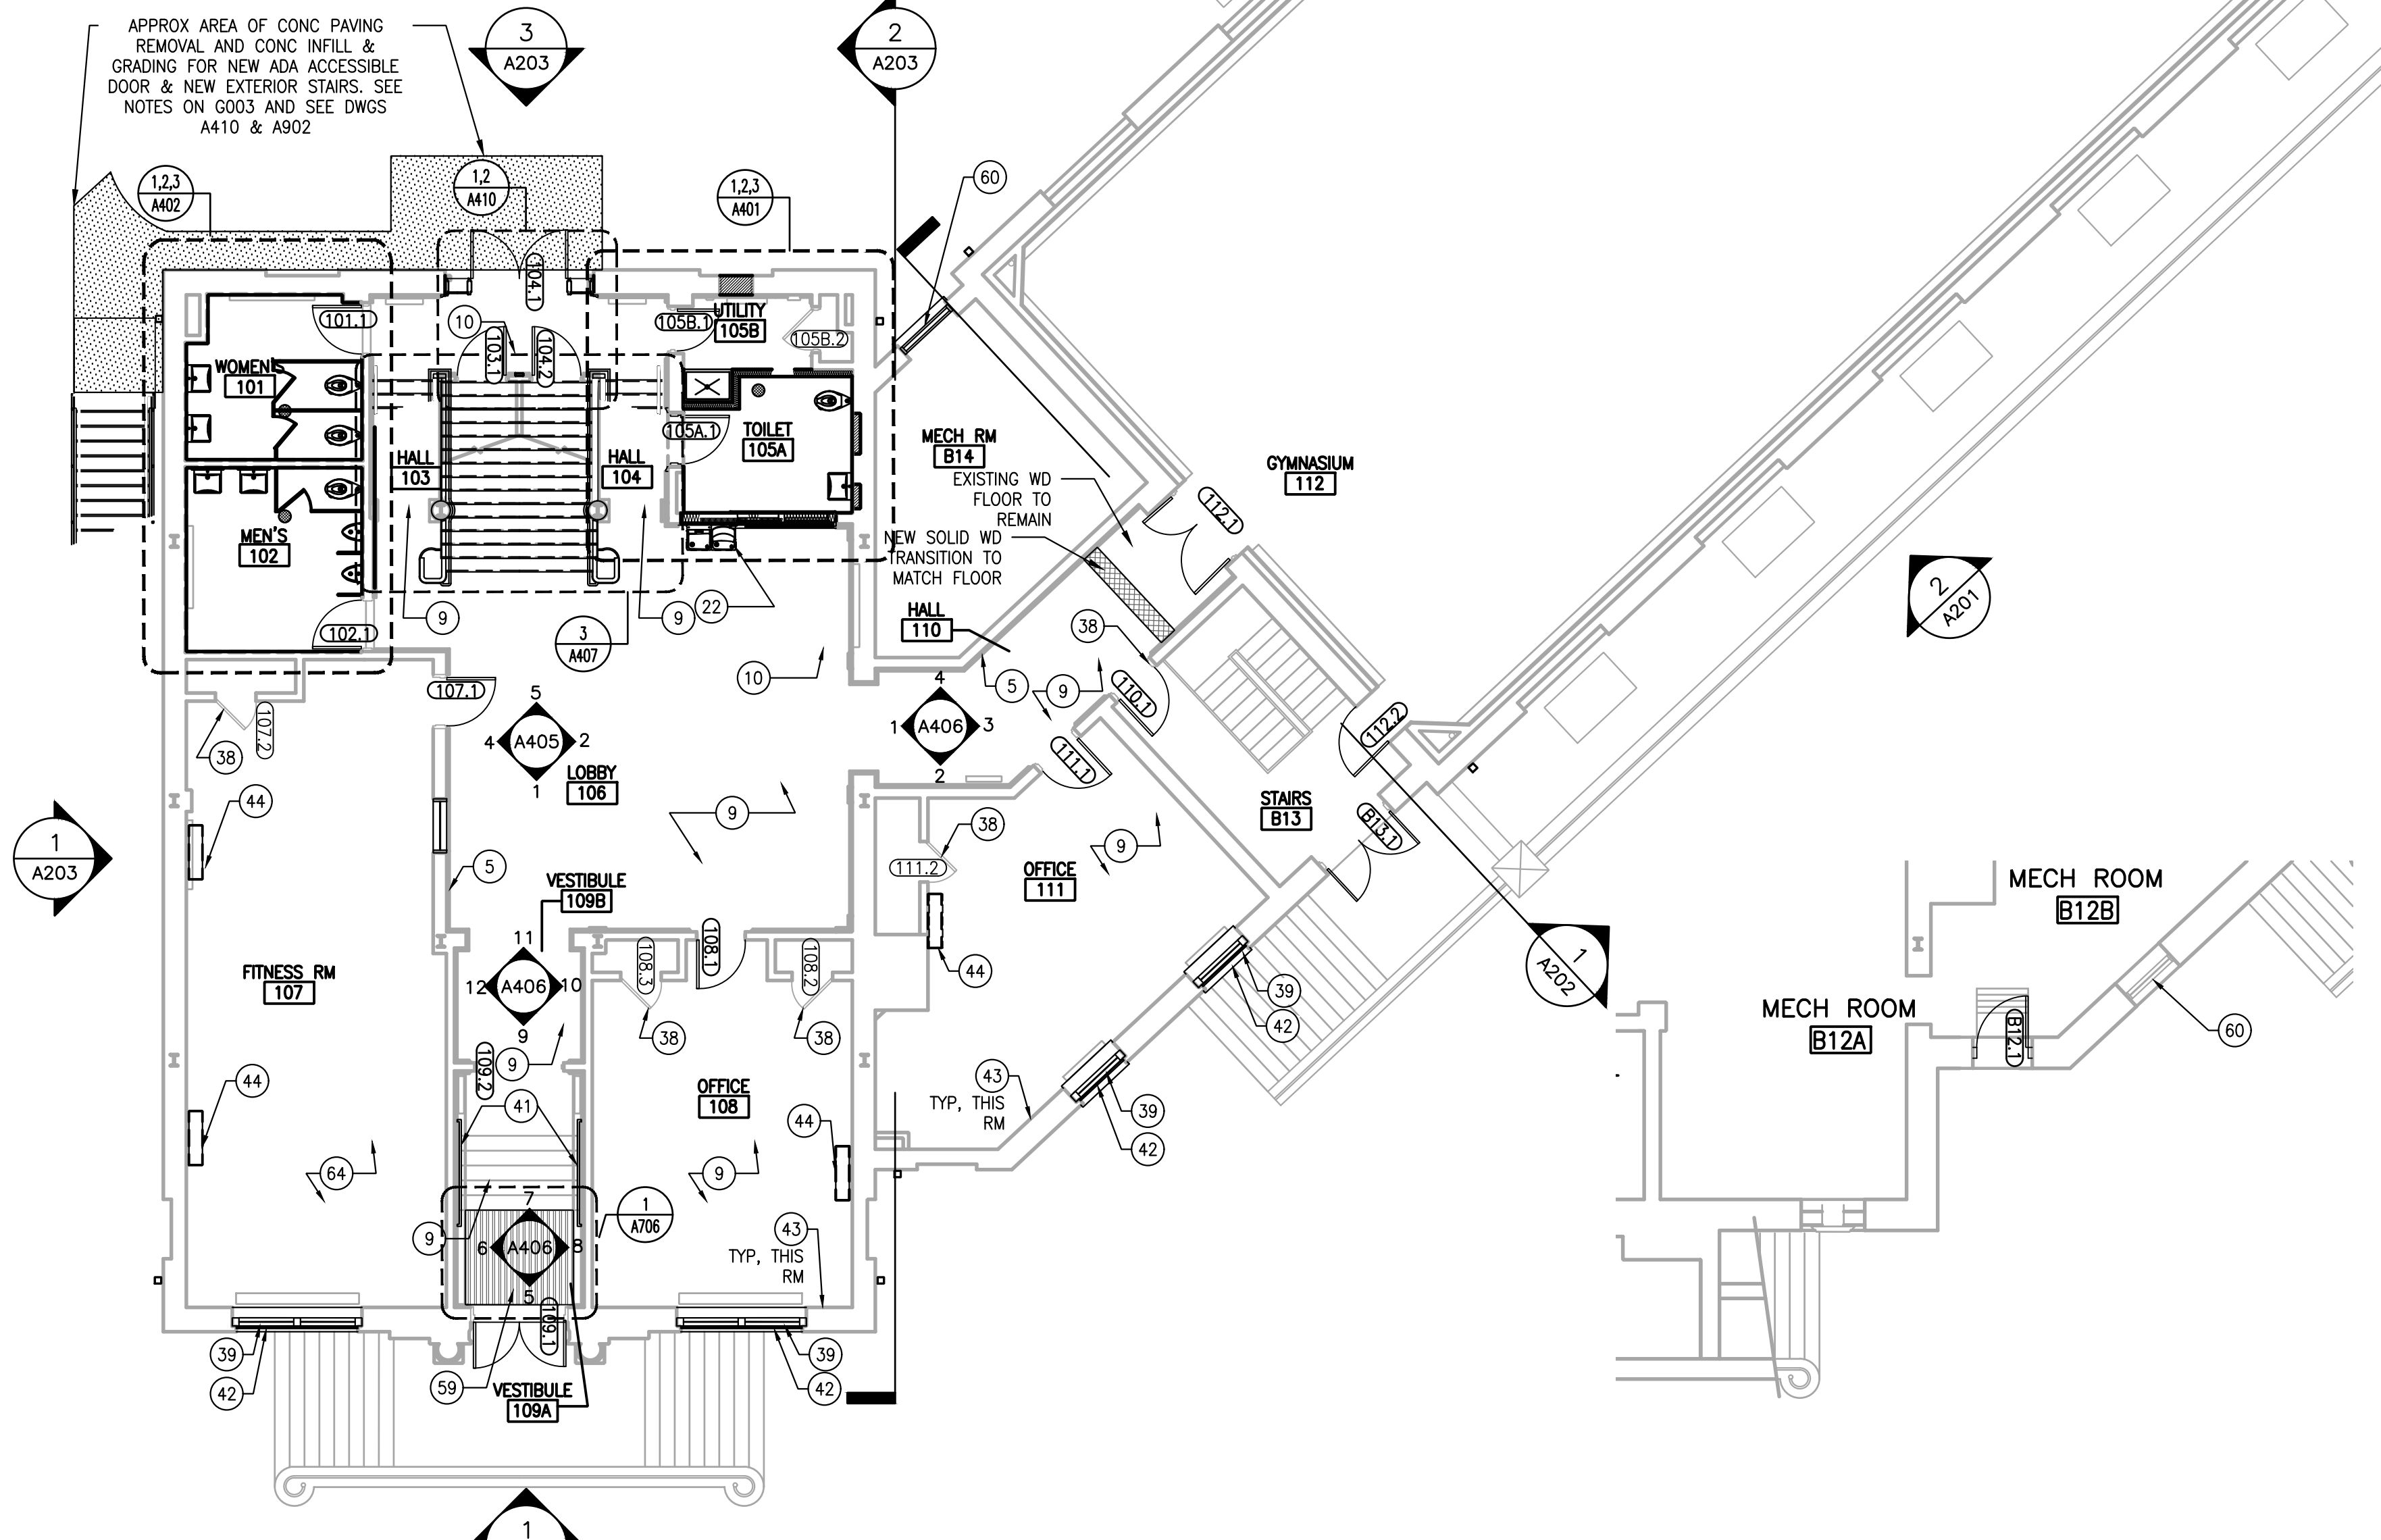 APPROX AREA OF CONC PAVING
REMOVAL AND CONC INFILL &
GRADING FOR NEW ADA ACCESSIBLE
DOOR & NEW EXTERIOR STAIRS. SEE
NOTES ON G003 AND SEE DWGS
A410 & A902
3
A203
2
A203
1,2,3
A402
1,2
A410
1,2,3
A401
60
104.1
101.1
10
103.1
104.2
105B.1
UTILITY
105B
105B.2
WOMEN'S
101
HALL
103
HALL
104
105A.1
TOILET
105A
MECH RM
B14
EXISTING WD
FLOOR TO
REMAIN
GYMNASIUM
112
112.1
NEW SOLID WD
TRANSITION TO
MATCH FLOOR
MEN'S
102
102.1
9
3
A407
9
22
HALL
110
38
10
5
9
110.1
2
A201
107.1
107.2
38
5
4
A405
2
1
LOBBY
106
4
1
A406
3
2
111.1
112.2
44
9
38
111.2
9
STAIRS
B13
B13.1
1
A203
5
VESTIBULE
109B
OFFICE
111
MECH ROOM
B12B
FITNESS RM
107
11
12
A406
10
9
108.3
108.1
108.2
44
39
42
1
A202
MECH ROOM
B12A
B12.1
60
38
38
9
109.2
44
41
OFFICE
108
44
43
TYP, THIS
RM
39
42
64
9
7
6
A406
8
5
1
A706
9
43
TYP, THIS
RM
109.1
39
42
59
VESTIBULE
109A
39
42
1